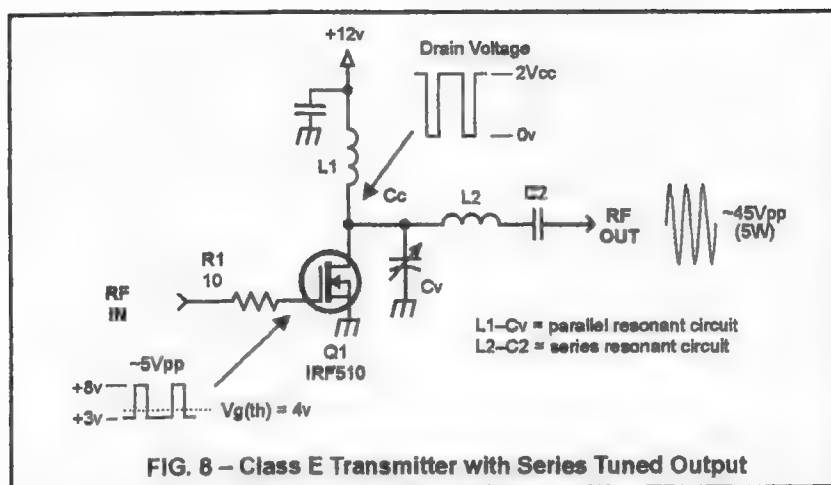 +12v
Drain Voltage
2Vcc
0v
L1
Cc
L2
C2
RF
OUT
~45Vpp
(5W)
R1
10
RF
IN
Cv
L1–Cv = parallel resonant circuit
L2–C2 = series resonant circuit
Q1
IRF510
~5Vpp
+8v
+3v
Vg(th) = 4v
FIG. 8 – Class E Transmitter with Series Tuned Output